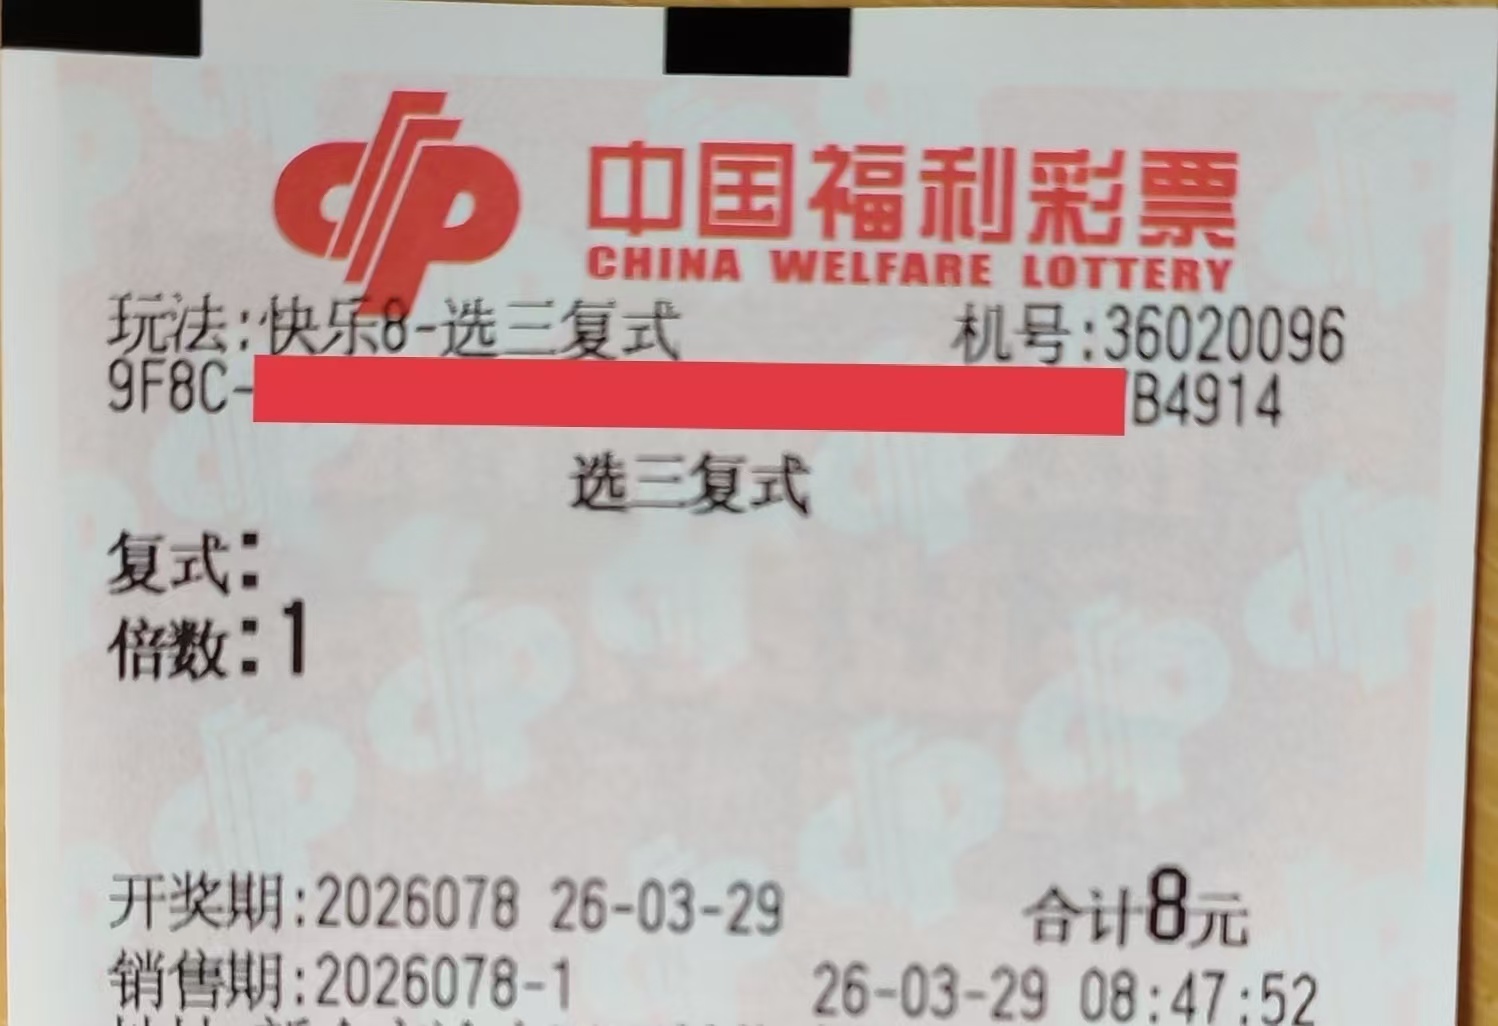 中国福利彩票
CHINA WELFARE LOTTERY
玩法:快乐8-选三复式 机号:36020096
9F8C- B4914
选三复式
复式:
倍数:1
开奖期:2026078 26-03-29 合计8元
销售期:2026078-1 26-03-29 08:47:52